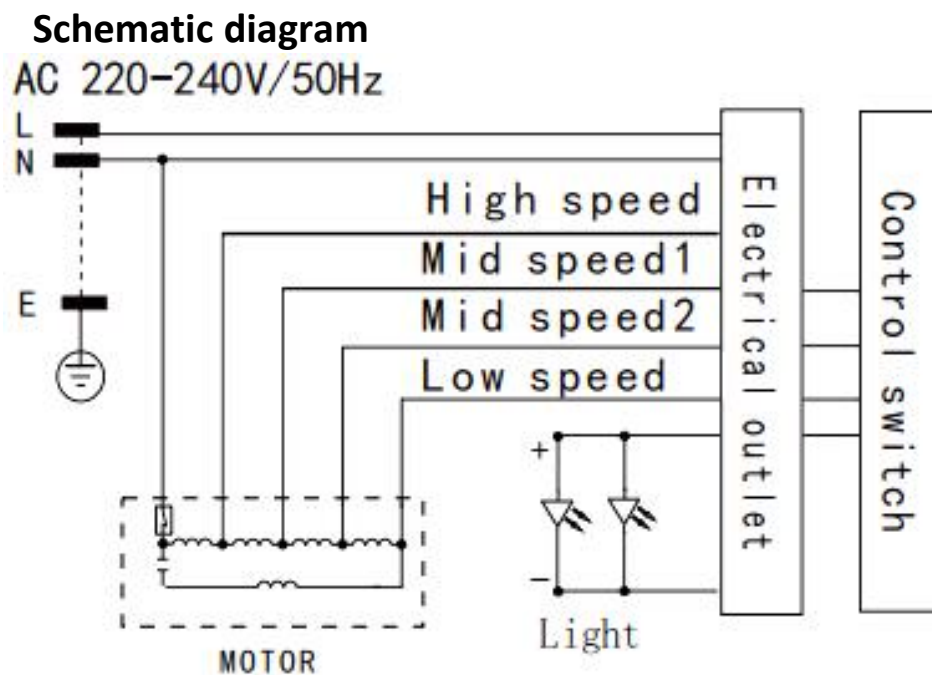 Schematic diagram
AC 220-240V/50Hz
L
N
High speed
Mid speed1
E
Mid speed2
Low speed
+
-
Light
MOTOR
Electrical outlet
Control switch